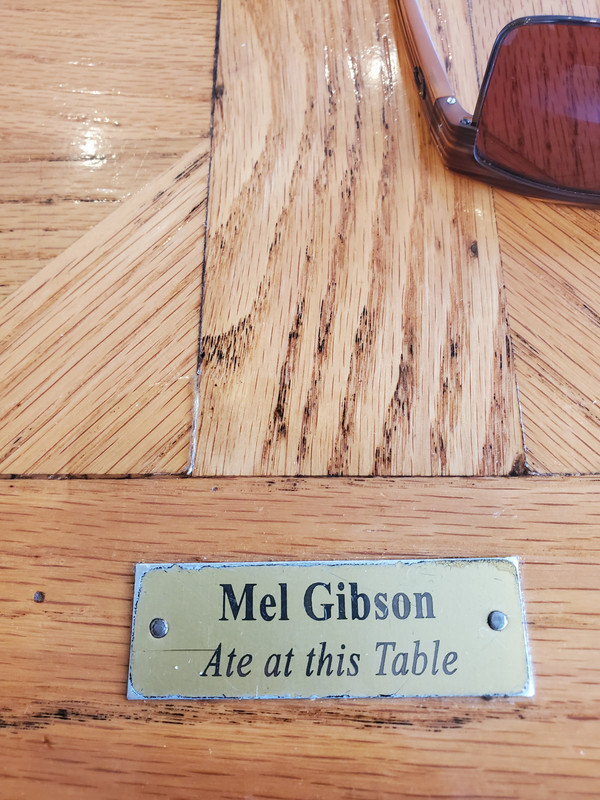 Mel Gibson
Ate at this Table